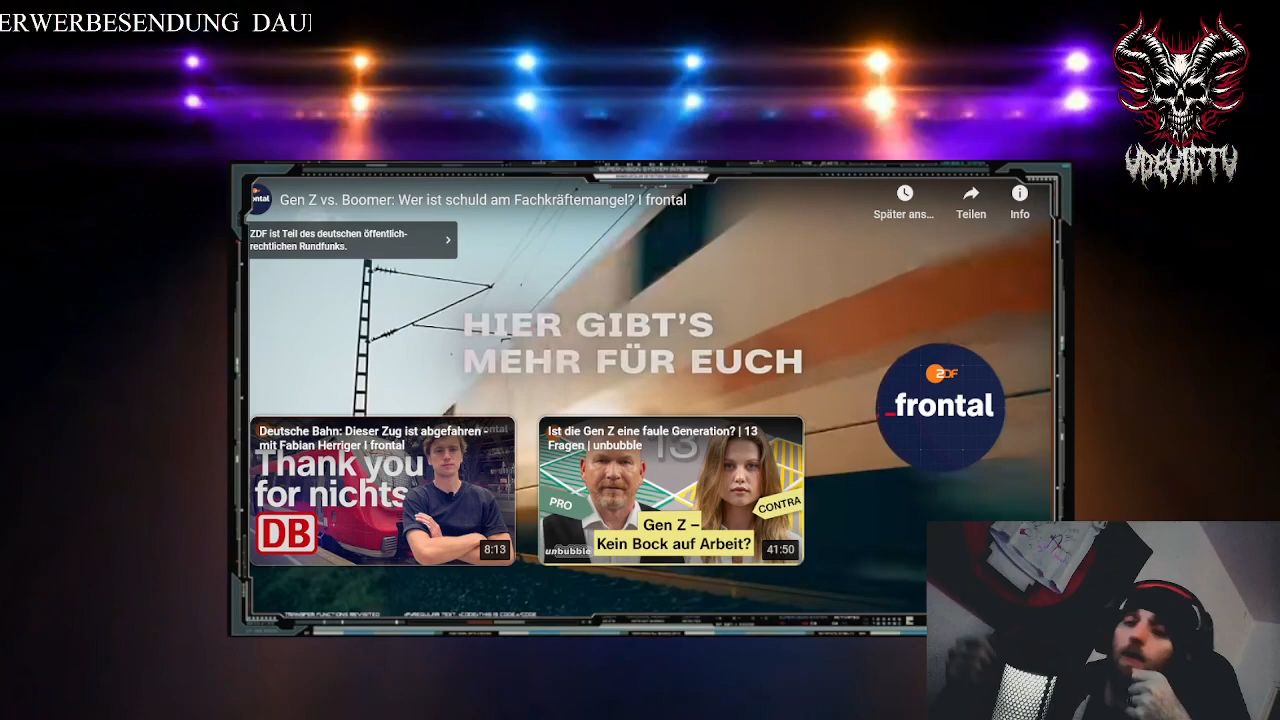 ERWERBESENDUNG DAU
VDEVILTV
Gen Z vs. Boomer: Wer ist schuld am Fachkräftemangel? I frontal
Später ans...
Teilen
Info
ZDF ist Teil des deutschen öffentlich-
rechtlichen Rundfunks.
HIER GIBT'S
MEHR FÜR EUCH
ZDF
_frontal
Deutsche Bahn: Dieser Zug ist abgefahren
mit Fabian Herriger I frontal
Thank you
for nichts
DB
8:13
Ist die Gen Z eine faule Generation? | 13
Fragen | unbubble
13
PRO
CONTRA
Gen Z –
Kein Bock auf Arbeit?
unbubble
41:50